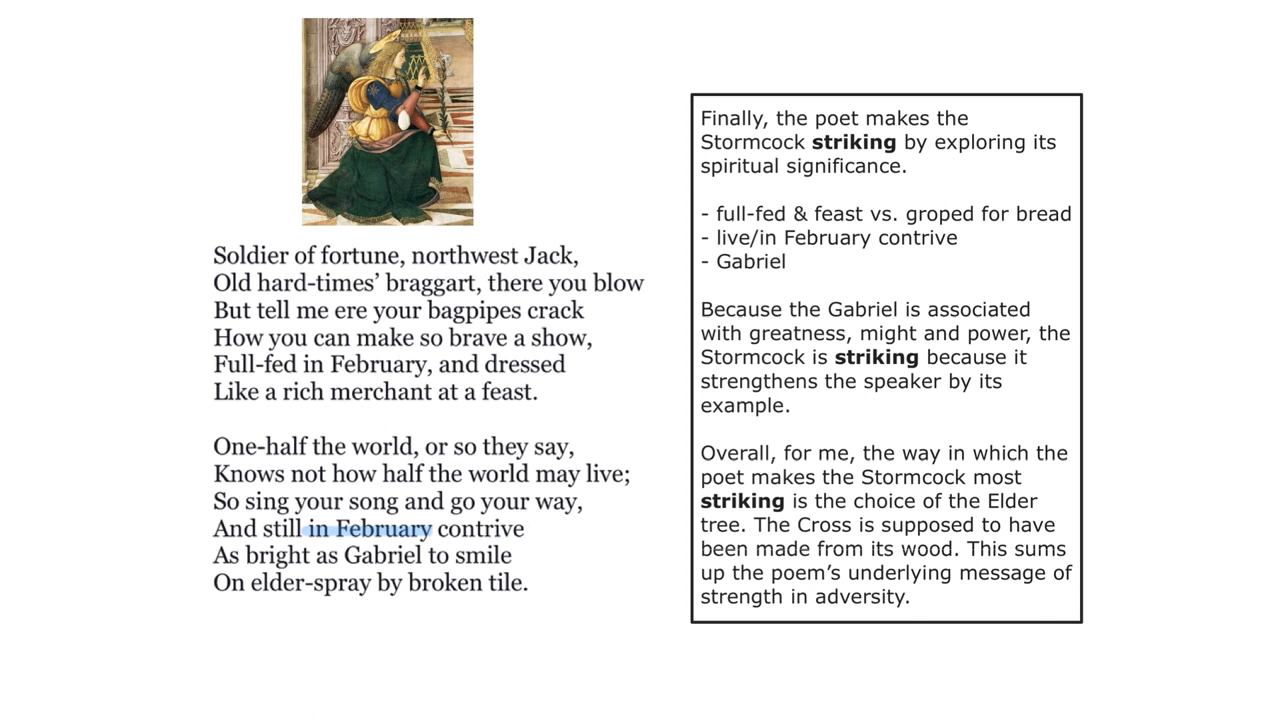 Soldier of fortune, northwest Jack,
Old hard-times’ braggart, there you blow
But tell me ere your bagpipes crack
How you can make so brave a show,
Full-fed in February, and dressed
Like a rich merchant at a feast.
One-half the world, or so they say,
Knows not how half the world may live;
So sing your song and go your way,
And still in February contrive
As bright as Gabriel to smile
On elder-spray by broken tile.
Finally, the poet makes the
Stormcock striking by exploring its
spiritual significance.
- full-fed & feast vs. groped for bread
- live/in February contrive
- Gabriel
Because the Gabriel is associated
with greatness, might and power, the
Stormcock is striking because it
strengthens the speaker by its
example.
Overall, for me, the way in which the
poet makes the Stormcock most
striking is the choice of the Elder
tree. The Cross is supposed to have
been made from its wood. This sums
up the poem’s underlying message of
strength in adversity.